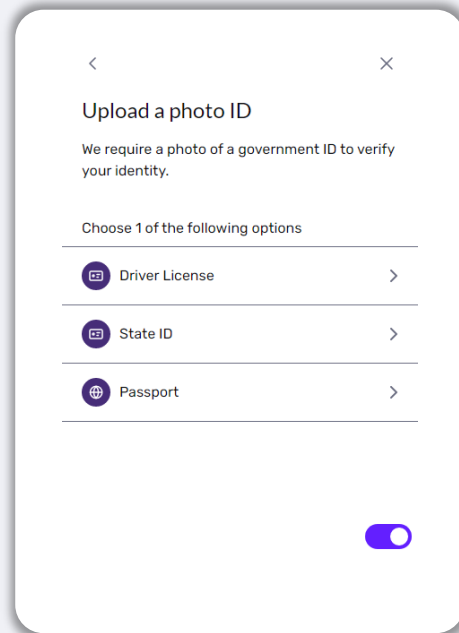 Upload a photo ID
We require a photo of a government ID to verify
your identity.
Choose 1 of the following options
Driver License
State ID
Passport